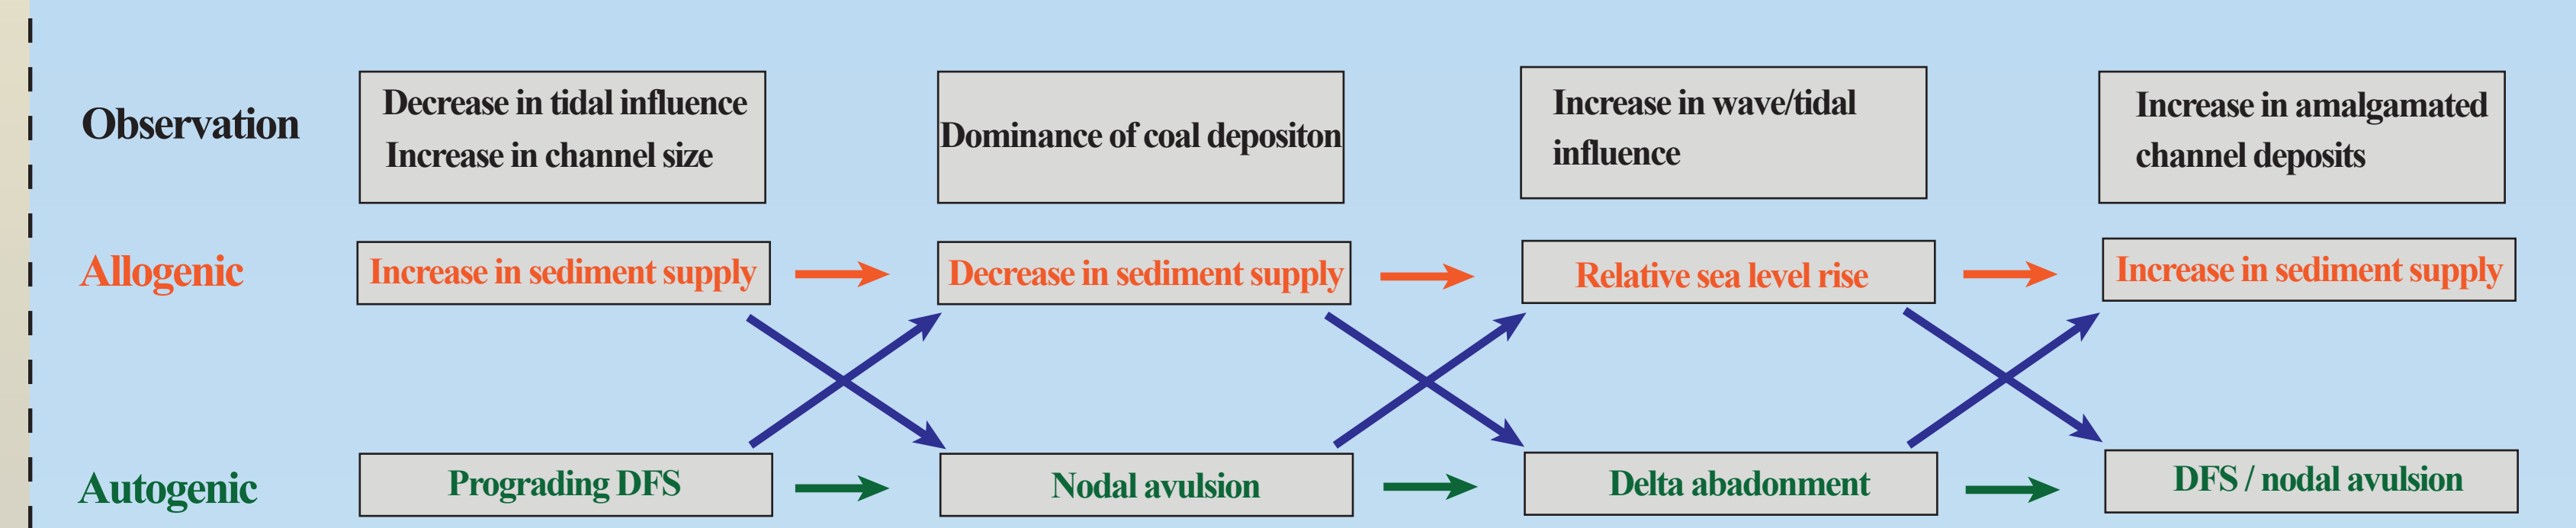 Observation
Decrease in tidal influence
Increase in channel size
Dominance of coal depositon
Increase in wave/tidal
influence
Increase in amalgamated
channel deposits
Allogenic
Increase in sediment supply
Decrease in sediment supply
Relative sea level rise
Increase in sediment supply
Autogenic
Prograding DFS
Nodal avulsion
Delta abadonment
DFS / nodal avulsion